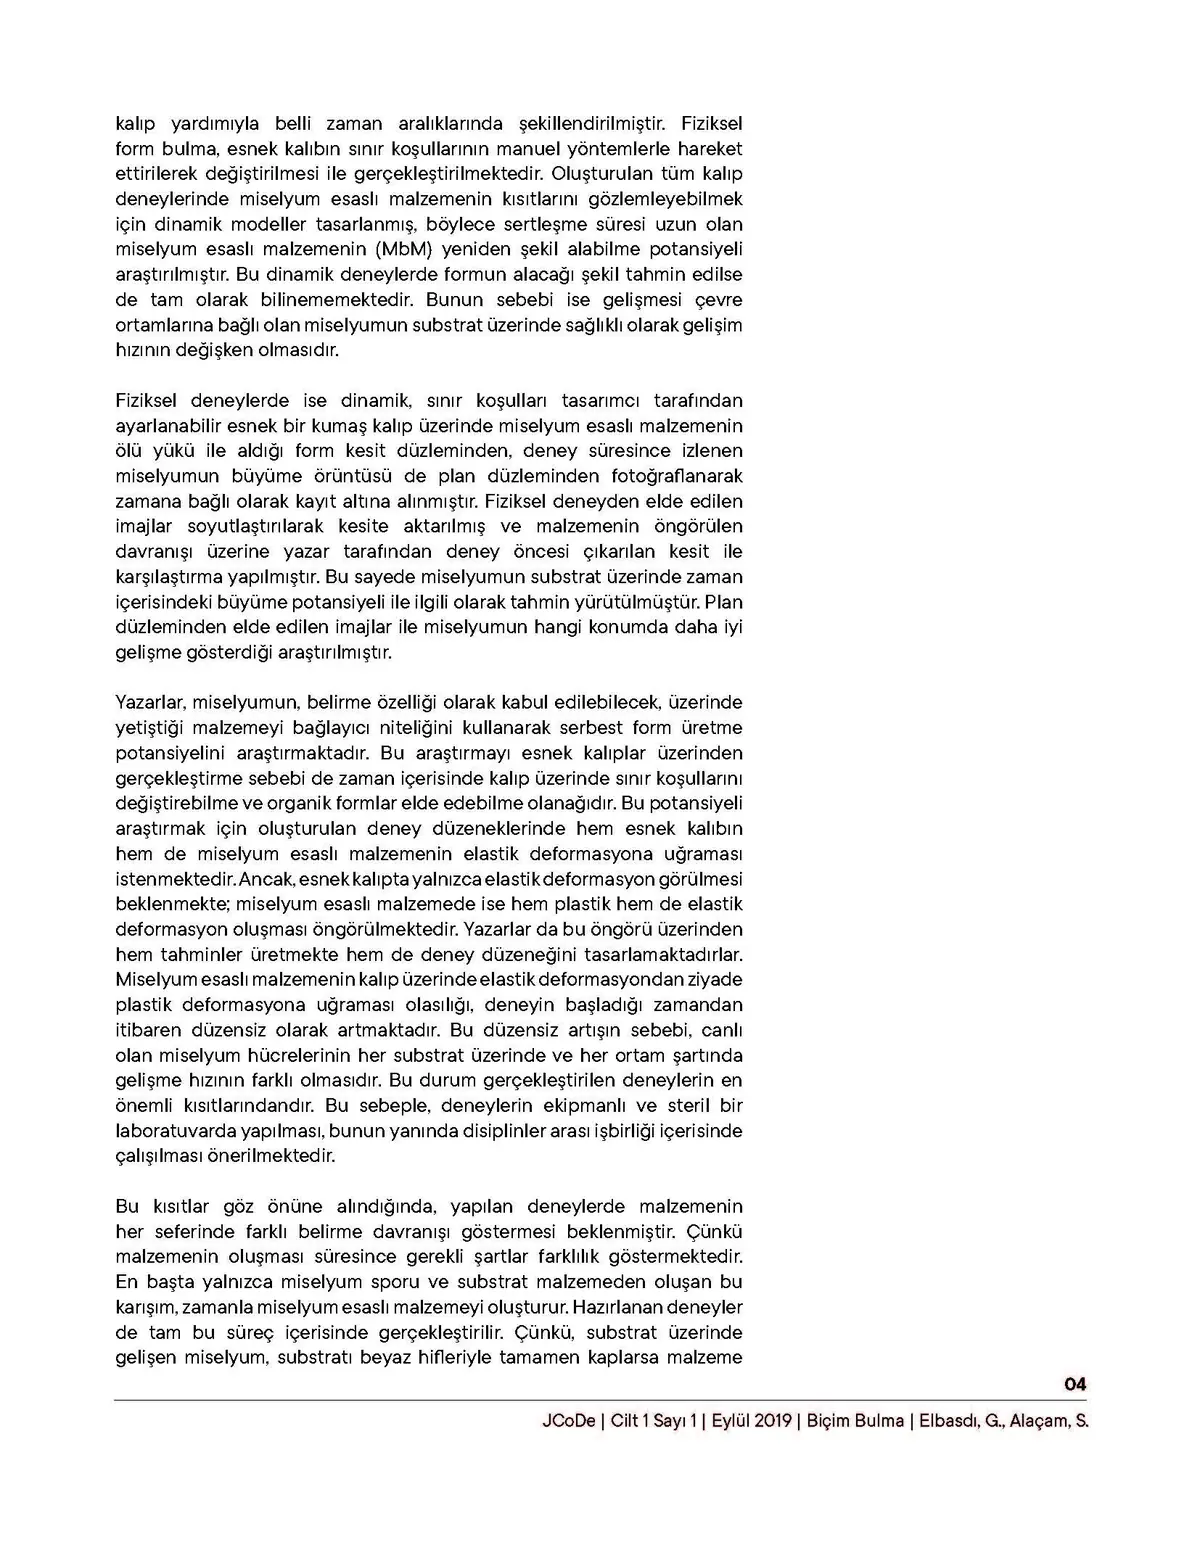 kalıp yardımıyla belli zaman aralıklarında şekillendirilmiştir. Fiziksel
form bulma, esnek kalıbın sınır koşullarının manuel yöntemlerle hareket
ettirilerek değiştirilmesi ile gerçekleştirilmektedir. Oluşturulan tüm kalıp
deneylerinde miselyum esaslı malzemenin kısıtlarını gözlemleyebilmek
için dinamik modeller tasarlanmış, böylece sertleşme süresi uzun olan
miselyum esaslı malzemenin (MbM) yeniden şekil alabilme potansiyeli
araştırılmıştır. Bu dinamik deneylerde formun alacağı şekil tahmin edilse
de tam olarak bilinememektedir. Bunun sebebi ise gelişmesi çevre
ortamlarına bağlı olan miselyumun substrat üzerinde sağlıklı olarak gelişim
hızının değişken olmasıdır.
Fiziksel deneylerde ise dinamik, sınır koşulları tasarımcı tarafından
ayarlanabilir esnek bir kumaş kalıp üzerinde miselyum esaslı malzemenin
ölü yükü ile aldığı form kesit düzleminden, deney süresince izlenen
miselyumun büyüme örüntüsü de plan düzleminden fotoğraflanarak
zamana bağlı olarak kayıt altına alınmıştır. Fiziksel deneyden elde edilen
imajlar soyutlaştırılarak kesite aktarılmış ve malzemenin öngörülen
davranışı üzerine yazar tarafından deney öncesi çıkarılan kesit ile
karşılaştırma yapılmıştır. Bu sayede miselyumun substrat üzerinde zaman
içerisindeki büyüme potansiyeli ile ilgili olarak tahmin yürütülmüştür. Plan
düzleminden elde edilen imajlar ile miselyumun hangi konumda daha iyi
gelişme gösterdiği araştırılmıştır.
Yazarlar, miselyumun, belirme özelliği olarak kabul edilebilecek, üzerinde
yetiştiği malzemeyi bağlayıcı niteliğini kullanarak serbest form üretme
potansiyelini araştırmaktadır. Bu araştırmayı esnek kalıplar üzerinden
gerçekleştirme sebebi de zaman içerisinde kalıp üzerinde sınır koşullarını
değiştirebilme ve organik formlar elde edebilme olanağıdır. Bu potansiyeli
araştırmak için oluşturulan deney düzeneklerinde hem esnek kalıbın
hem de miselyum esaslı malzemenin elastik deformasyona uğraması
istenmektedir. Ancak, esnek kalıpta yalnızca elastik deformasyon görülmesi
beklenmekte; miselyum esaslı malzemede ise hem plastik hem de elastik
deformasyon oluşması öngörülmektedir. Yazarlar da bu öngörü üzerinden
hem tahminler üretmekte hem de deney düzeneğini tasarlamaktadırlar.
Miselyum esaslı malzemenin kalıp üzerinde elastik deformasyondan ziyade
plastik deformasyona uğraması olasılığı, deneyin başladığı zamandan
itibaren düzensiz olarak artmaktadır. Bu düzensiz artışın sebebi, canlı
olan miselyum hücrelerinin her substrat üzerinde ve her ortam şartında
gelişme hızının farklı olmasıdır. Bu durum gerçekleştirilen deneylerin en
önemli kısıtlarındandır. Bu sebeple, deneylerin ekipmanlı ve steril bir
laboratuvarda yapılması, bunun yanında disiplinler arası işbirliği içerisinde
çalışılması önerilmektedir.
Bu kısıtlar göz önüne alındığında, yapılan deneylerde malzemenin
her seferinde farklı belirme davranışı göstermesi beklenmiştir. Çünkü
malzemenin oluşması süresince gerekli şartlar farklılık göstermektedir.
En başta yalnızca miselyum sporu ve substrat malzemeden oluşan bu
karışım, zamanla miselyum esaslı malzemeyi oluşturur. Hazırlanan deneyler
de tam bu süreç içerisinde gerçekleştirilir. Çünkü, substrat üzerinde
gelişen miselyum, substratı beyaz hifleriyle tamamen kaplarsa malzeme
04
JCoDe | Cilt 1 Sayı 1 | Eylül 2019 | Biçim Bulma | Elbasdı, G., Alaçam, S.